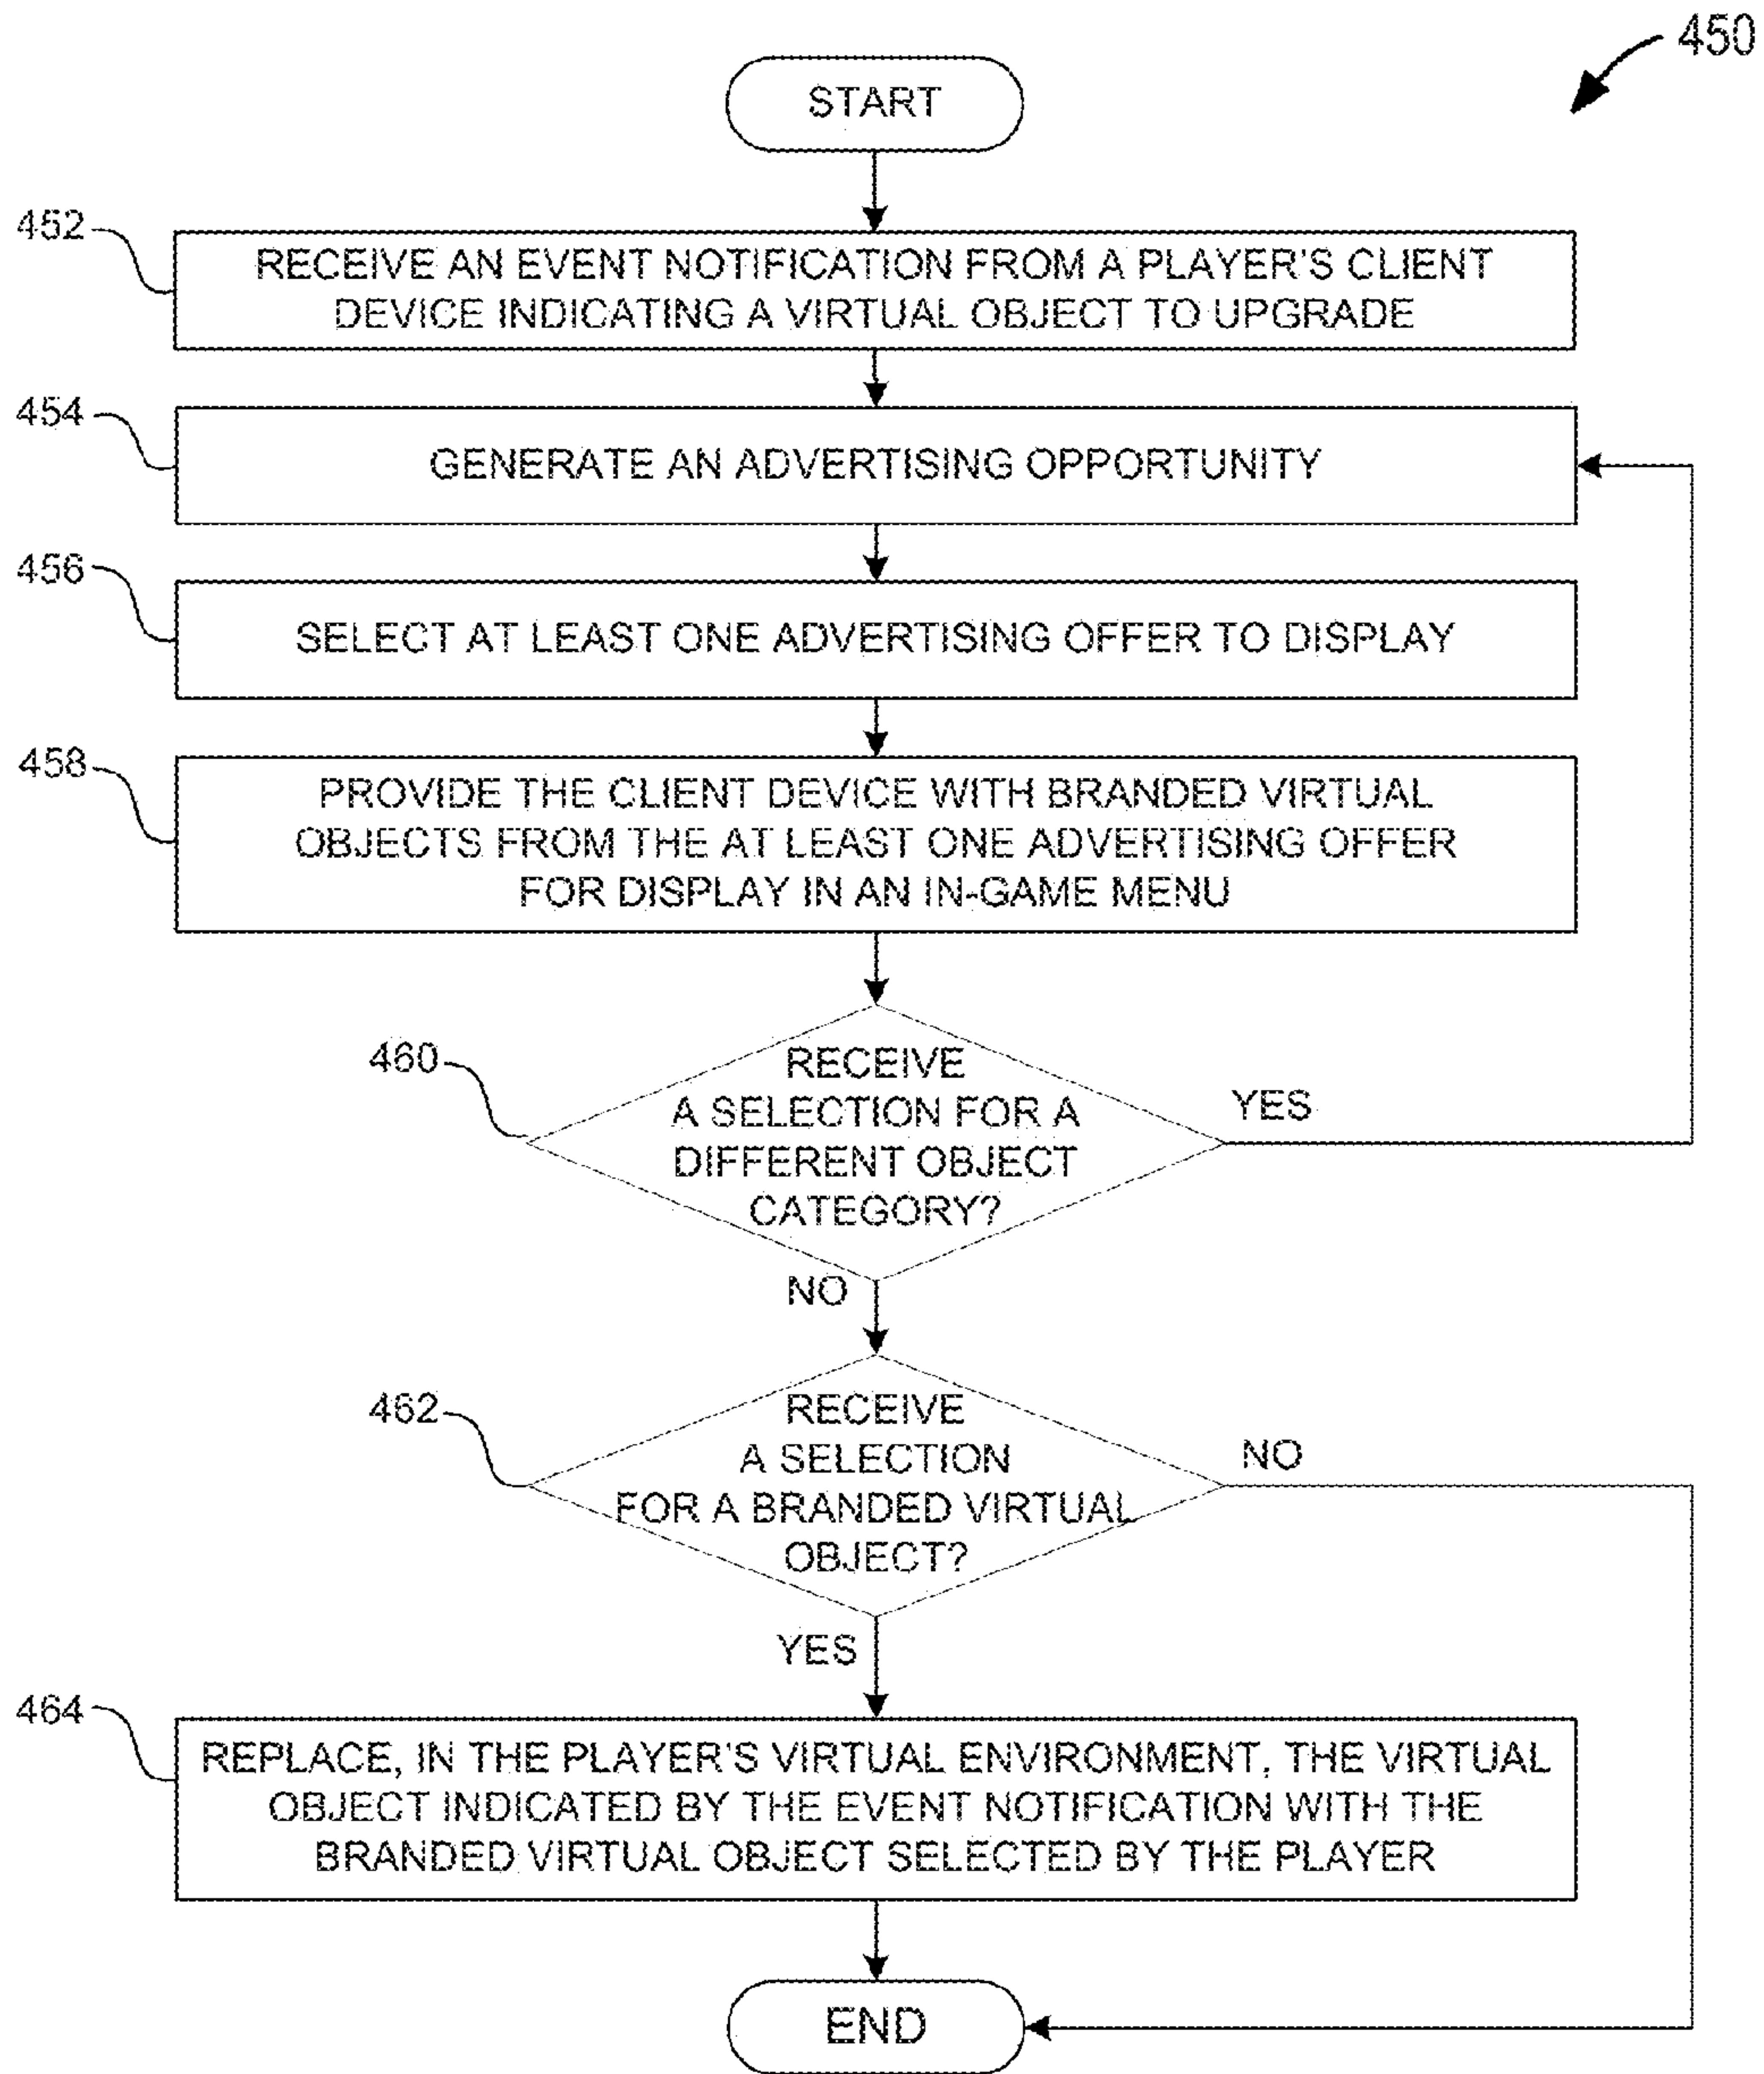 450
START
452
RECEIVE AN EVENT NOTIFICATION FROM A PLAYER'S CLIENT
DEVICE INDICATING A VIRTUAL OBJECT TO UPGRADE
454
GENERATE AN ADVERTISING OPPORTUNITY
456
SELECT AT LEAST ONE ADVERTISING OFFER TO DISPLAY
458
PROVIDE THE CLIENT DEVICE WITH BRANDED VIRTUAL
OBJECTS FROM THE AT LEAST ONE ADVERTISING OFFER
FOR DISPLAY IN AN IN-GAME MENU
460
RECEIVE
A SELECTION FOR A
DIFFERENT OBJECT
CATEGORY?
YES
NO
462
RECEIVE
A SELECTION
FOR A BRANDED VIRTUAL
OBJECT?
NO
YES
464
REPLACE, IN THE PLAYER'S VIRTUAL ENVIRONMENT, THE VIRTUAL
OBJECT INDICATED BY THE EVENT NOTIFICATION WITH THE
BRANDED VIRTUAL OBJECT SELECTED BY THE PLAYER
END